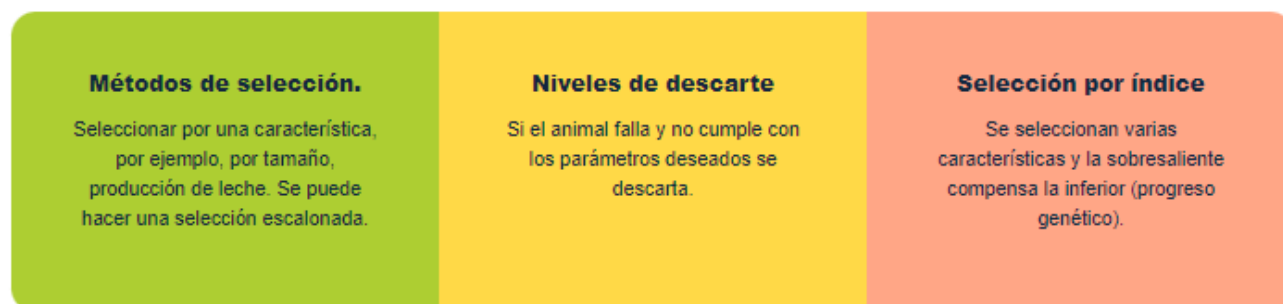 Métodos de selección.
Seleccionar por una característica,
por ejemplo, por tamaño,
producción de leche. Se puede
hacer una selección escalonada.
Niveles de descarte
Si el animal falla y no cumple con
los parámetros deseados se
descarta.
Selección por índice
Se seleccionan varias
características y la sobresaliente
compensa la inferior (progreso
genético).